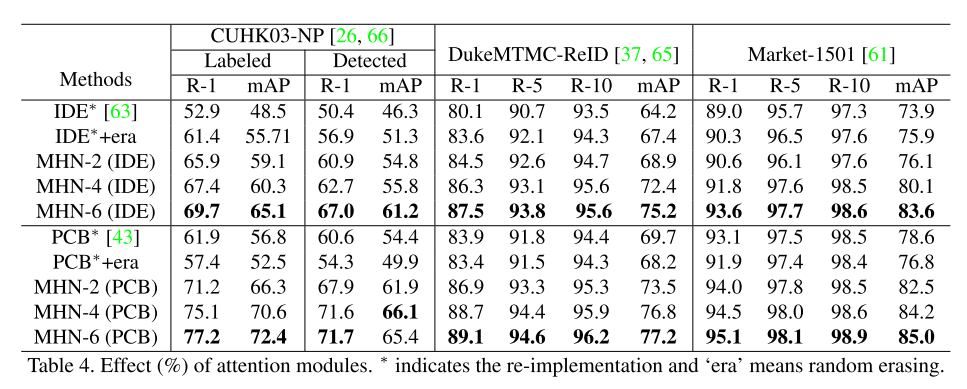 CUHK03-NP [26, 66] DukeMTMC-ReID [37, 65] Market-1501 [61]
Methods Labeled Detected
R-1 mAP R-1 mAP R-1 R-5 R-10 mAP R-1 R-5 R-10 mAP
IDE* [63] 52.9 48.5 50.4 46.3 80.1 90.7 93.5 64.2 89.0 95.7 97.3 73.9
IDE*+era 61.4 55.71 56.9 51.3 83.6 92.1 94.3 67.4 90.3 96.5 97.6 75.9
MHN-2 (IDE) 65.9 59.1 60.9 54.8 84.5 92.6 94.7 68.9 90.6 96.1 97.6 76.1
MHN-4 (IDE) 67.4 60.3 62.7 55.8 86.3 93.1 95.6 72.4 91.8 97.6 98.5 80.1
MHN-6 (IDE) 69.7 65.1 67.0 61.2 87.5 93.8 95.6 75.2 93.6 97.7 98.6 83.6
PCB* [43] 61.9 56.8 60.6 54.4 83.9 91.8 94.4 69.7 93.1 97.5 98.5 78.6
PCB*+era 57.4 52.5 54.3 49.9 83.4 91.5 94.3 68.2 91.9 97.4 98.4 76.8
MHN-2 (PCB) 71.2 66.3 67.9 61.9 86.9 93.3 95.3 73.5 94.0 97.8 98.5 82.5
MHN-4 (PCB) 75.1 70.6 71.6 66.1 88.7 94.4 95.9 76.8 94.5 98.0 98.6 84.2
MHN-6 (PCB) 77.2 72.4 71.7 65.4 89.1 94.6 96.2 77.2 95.1 98.1 98.9 85.0
Table 4. Effect (%) of attention modules. * indicates the re-implementation and ‘era’ means random erasing.